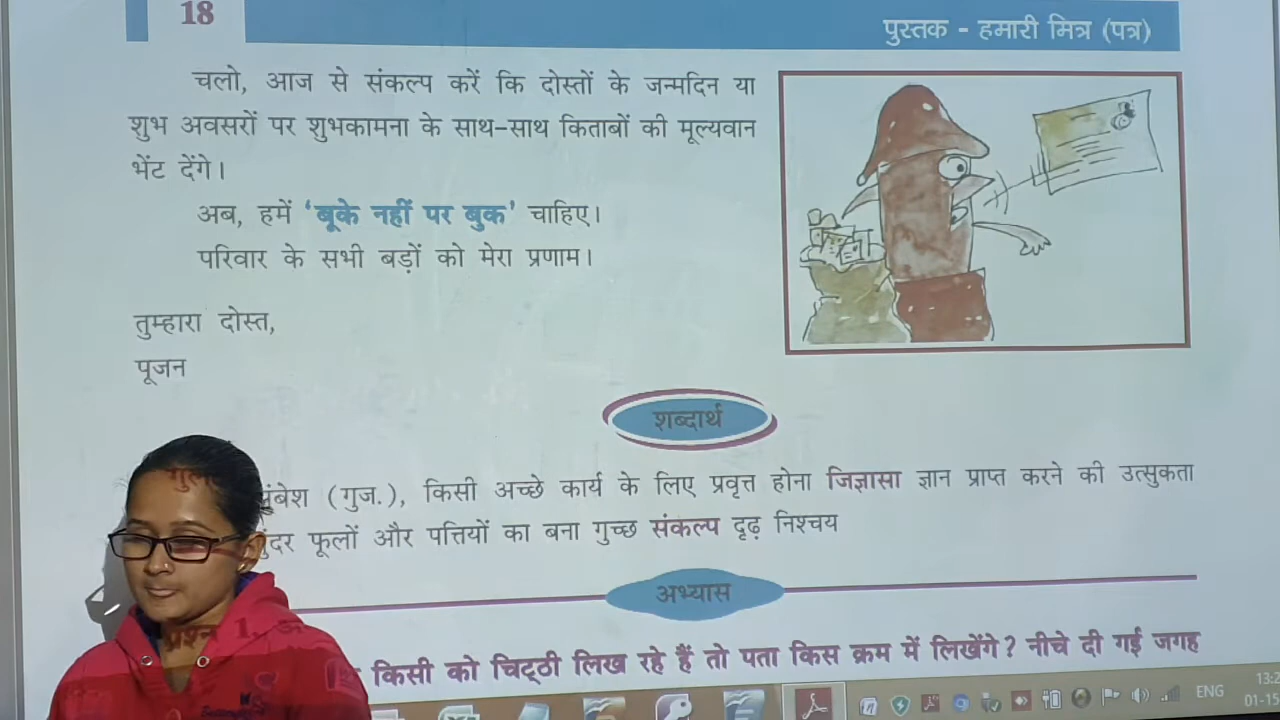 18
पुस्तक - हमारी मित्र (पत्र)
चलो, आज से संकल्प करें कि दोस्तों के जन्मदिन या
शुभ अवसरों पर शुभकामना के साथ-साथ किताबों की मूल्यवान
भेंट देंगे।
अब, हमें ‘बूके नहीं पर बुक’ चाहिए।
परिवार के सभी बड़ों को मेरा प्रणाम।
तुम्हारा दोस्त,
पूजन
शब्दार्थ
(गुज.), किसी अच्छे कार्य के लिए प्रवृत्त होना जिज्ञासा ज्ञान प्राप्त करने की उत्सुकता
फूलों और पत्तियों का बना गुच्छ संकल्प दृढ़ निश्चय
अभ्यास
प्रश्न 1.
किसी को चिट्ठी लिख रहे हैं तो पता किस क्रम में लिखेंगे? नीचे दी गई जगह
ENG